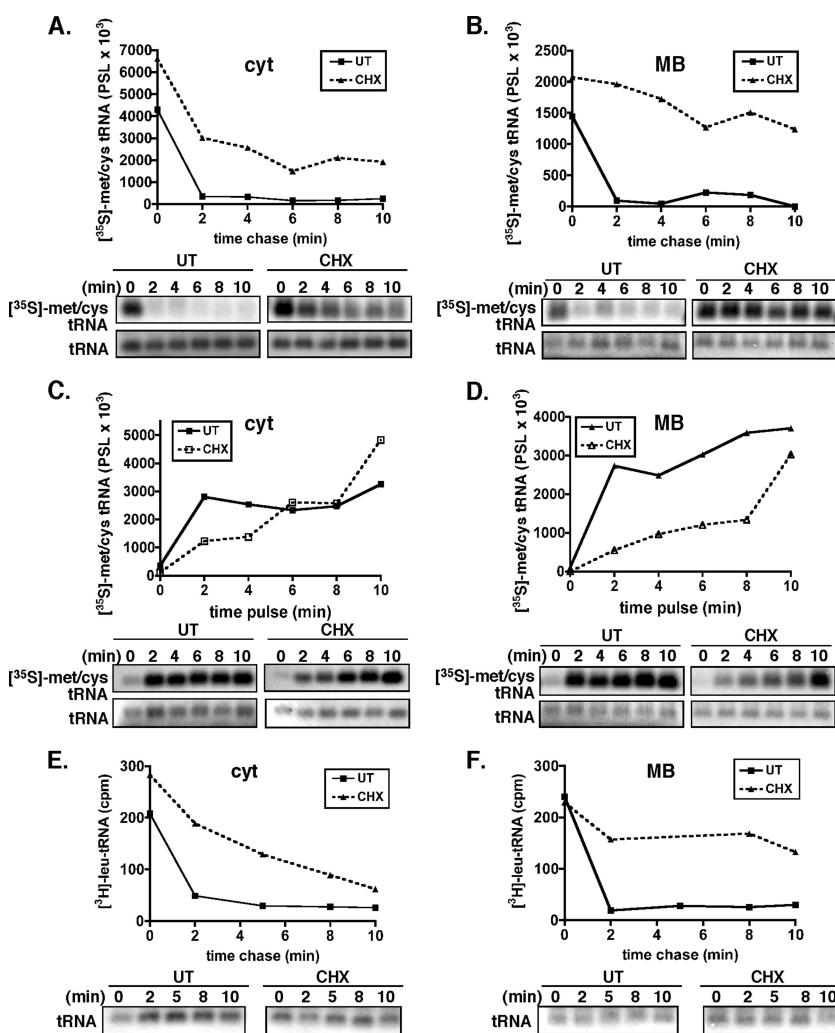 A.
cyt
[³⁵S]-met/cys tRNA (PSL x 10³)
7000
6000
5000
4000
3000
2000
1000
0
UT
CHX
0 2 4 6 8 10
time chase (min)
UT CHX
(min) 0 2 4 6 8 10 0 2 4 6 8 10
[³⁵S]-met/cys
tRNA
tRNA
B.
MB
[³⁵S]-met/cys tRNA (PSL x 10³)
2500
2000
1500
1000
500
0
UT
CHX
0 2 4 6 8 10
time chase (min)
UT CHX
(min) 0 2 4 6 8 10 0 2 4 6 8 10
[³⁵S]-met/cys
tRNA
tRNA
C.
cyt
[³⁵S]-met/cys tRNA (PSL x 10³)
5000
4000
3000
2000
1000
0
UT
CHX
0 2 4 6 8 10
time pulse (min)
UT CHX
(min) 0 2 4 6 8 10 0 2 4 6 8 10
[³⁵S]-met/cys
tRNA
tRNA
D.
MB
[³⁵S]-met/cys tRNA (PSL x 10³)
4000
3000
2000
1000
0
UT
CHX
0 2 4 6 8 10
time pulse (min)
UT CHX
(min) 0 2 4 6 8 10 0 2 4 6 8 10
[³⁵S]-met/cys
tRNA
tRNA
E.
cyt
[³H]-leu-tRNA (cpm)
300
200
100
0
UT
CHX
0 2 4 6 8 10
time chase (min)
UT CHX
(min) 0 2 5 8 10 0 2 5 8 10
tRNA
F.
MB
[³H]-leu-tRNA (cpm)
300
200
100
0
UT
CHX
0 2 4 6 8 10
time chase (min)
UT CHX
(min) 0 2 5 8 10 0 2 5 8 10
tRNA